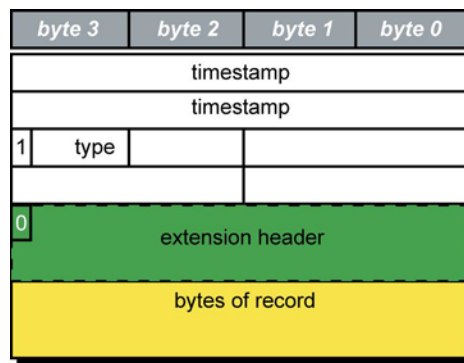 byte 3 byte 2 byte 1 byte 0
timestamp
timestamp
1 type
0
extension header
bytes of record